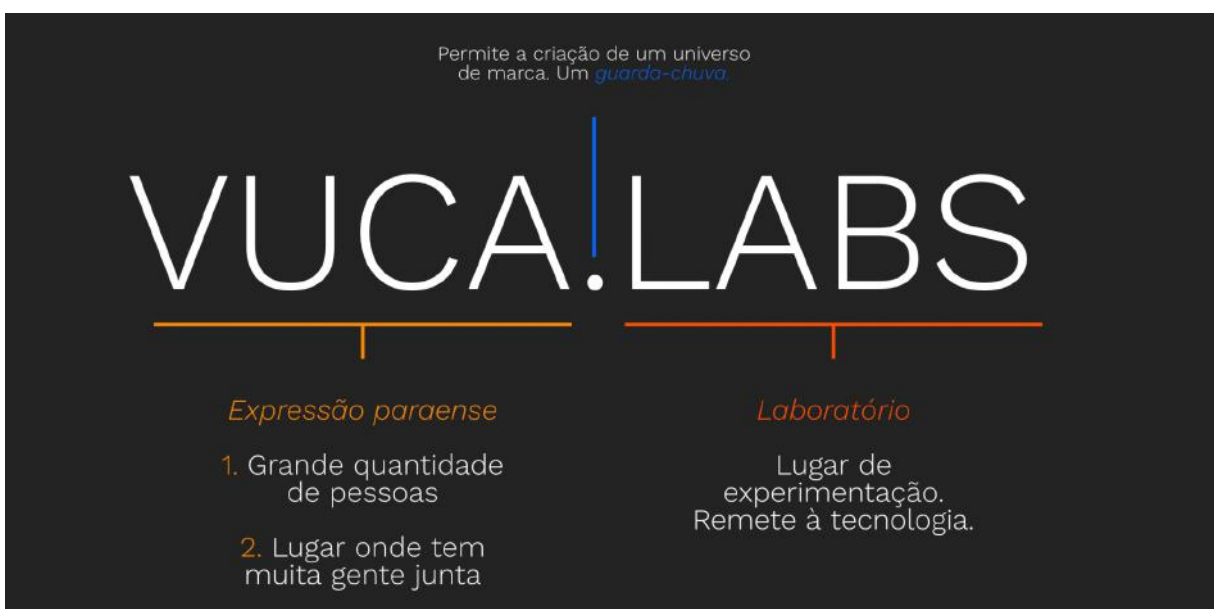 Permite a criação de um universo
de marca. Um guarda-chuva.
VUCA.LABS
Expressão paraense
1. Grande quantidade
de pessoas
2. Lugar onde tem
muita gente junta
Laboratório
Lugar de
experimentação.
Remete à tecnologia.